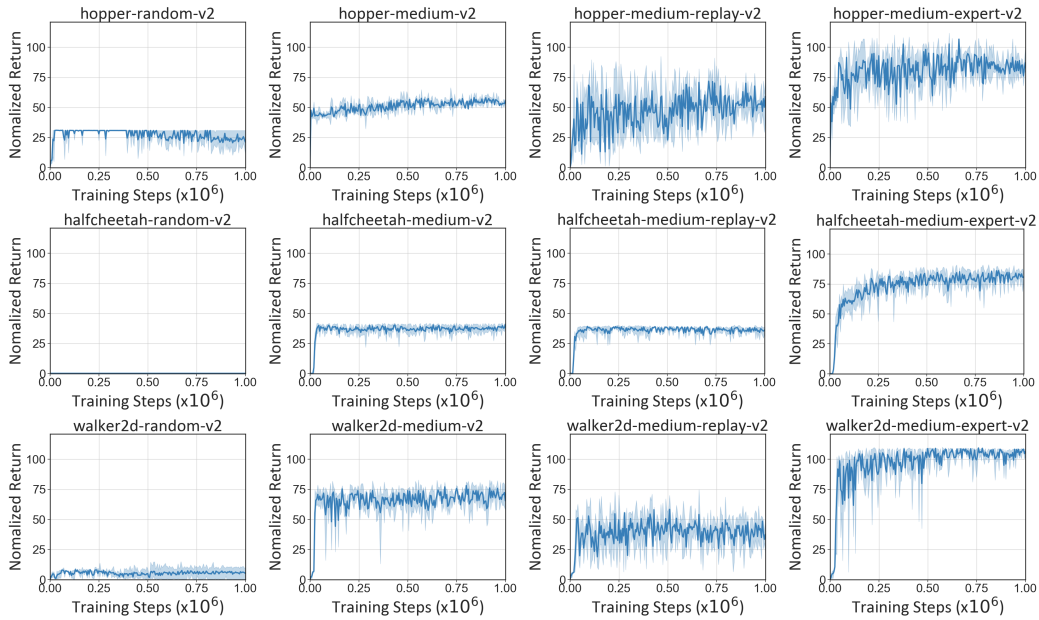 hopper-random-v2
hopper-medium-v2
hopper-medium-replay-v2
hopper-medium-expert-v2
Nomalized Return
100
75
50
25
0
0.00 0.25 0.50 0.75 1.00
Training Steps (x10⁶)
Nomalized Return
100
75
50
25
0
0.00 0.25 0.50 0.75 1.00
Training Steps (x10⁶)
Nomalized Return
100
75
50
25
0
0.00 0.25 0.50 0.75 1.00
Training Steps (x10⁶)
Nomalized Return
100
75
50
25
0
0.00 0.25 0.50 0.75 1.00
Training Steps (x10⁶)
halfcheetah-random-v2
halfcheetah-medium-v2
halfcheetah-medium-replay-v2
halfcheetah-medium-expert-v2
Nomalized Return
100
75
50
25
0
0.00 0.25 0.50 0.75 1.00
Training Steps (x10⁶)
Nomalized Return
100
75
50
25
0
0.00 0.25 0.50 0.75 1.00
Training Steps (x10⁶)
Nomalized Return
100
75
50
25
0
0.00 0.25 0.50 0.75 1.00
Training Steps (x10⁶)
Nomalized Return
100
75
50
25
0
0.00 0.25 0.50 0.75 1.00
Training Steps (x10⁶)
walker2d-random-v2
walker2d-medium-v2
walker2d-medium-replay-v2
walker2d-medium-expert-v2
Nomalized Return
100
75
50
25
0
0.00 0.25 0.50 0.75 1.00
Training Steps (x10⁶)
Nomalized Return
100
75
50
25
0
0.00 0.25 0.50 0.75 1.00
Training Steps (x10⁶)
Nomalized Return
100
75
50
25
0
0.00 0.25 0.50 0.75 1.00
Training Steps (x10⁶)
Nomalized Return
100
75
50
25
0
0.00 0.25 0.50 0.75 1.00
Training Steps (x10⁶)